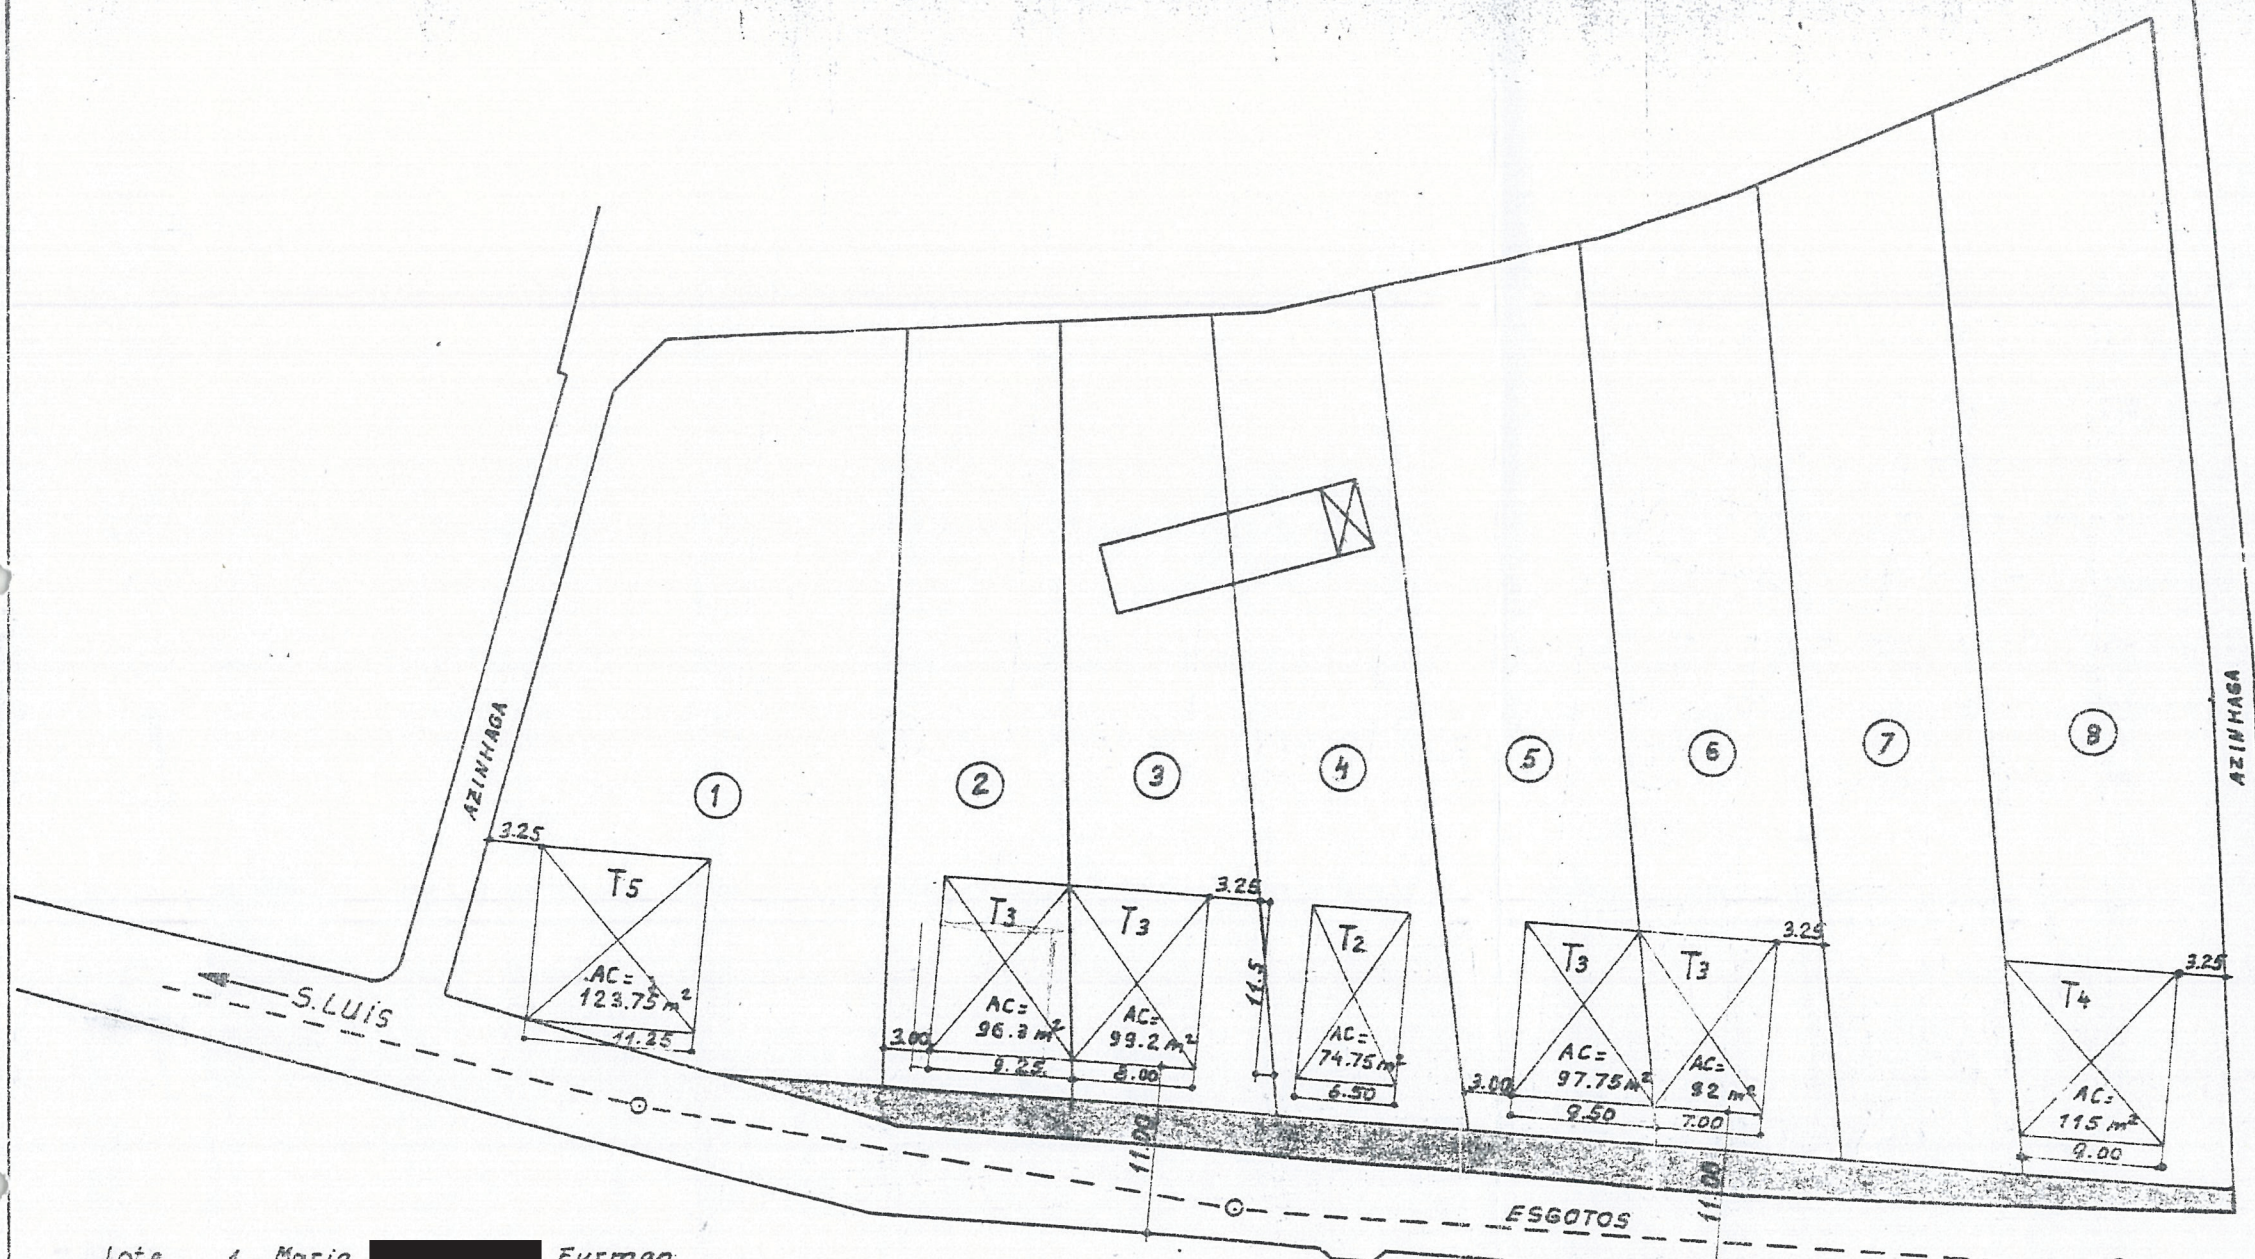 AZINHAGA
AZINHAGA
1
2
3
4
5
6
7
8
3.25
T5
AC=
123.75 m²
11.25
S.LUIS
3.00
T3
AC=
96.3 m²
9.25
T3
AC=
99.2 m²
8.00
3.25
11.5
T2
AC=
74.75 m²
6.50
3.00
T3
AC=
97.75 m²
9.50
T3
AC=
92 m²
7.00
3.25
T4
AC=
115 m²
9.00
3.25
11.00
11.00
ESGOTOS
Lote 1 Maria Furman